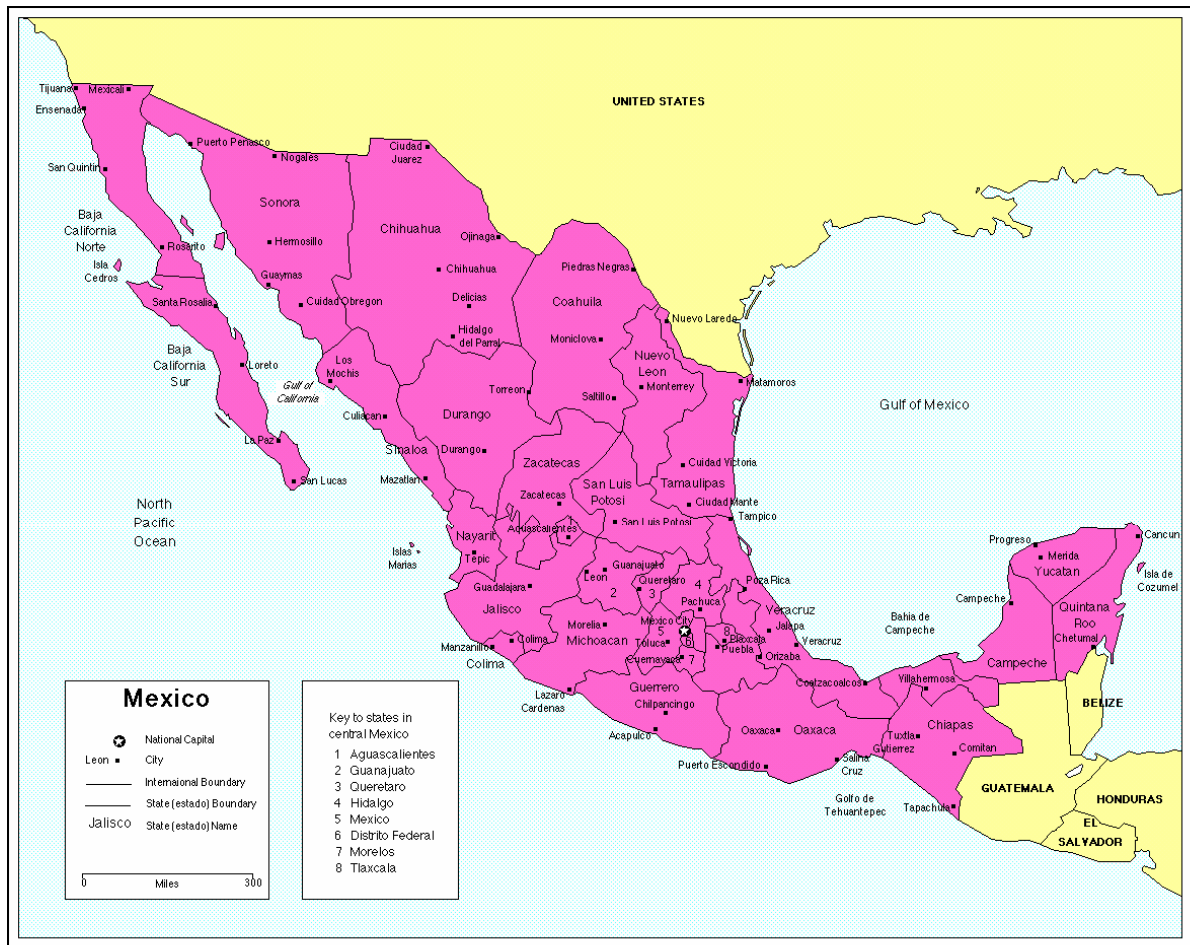 UNITED STATES
Tijuana
Mexicali
Ensenada
Puerto Penasco
Nogales
Ciudad
Juarez
San Quintin
Sonora
Baja
California
Norte
Chihuahua
Ojinaga
Rosarito
Hermosillo
Isla
Cedros
Guaymas
Chihuahua
Piedras Negras
Santa Rosalia
Cuidad Obregon
Delicias
Coahuila
Nuevo Laredo
Hidalgo
del Parral
Moniclova
Baja
California
Sur
Loreto
Los
Mochis
Nuevo
Leon
Gulf of
California
Torreon
Saltillo
Monterrey
Matamoros
Gulf of Mexico
Culiacan
Durango
La Paz
Sinaloa
Durango
Zacatecas
Cuidad Victoria
San Lucas
Mazatlan
San Luis
Potosi
Tamaulipas
Zacatecas
Ciudad Mante
North
Pacific
Ocean
San Luis Potosi
Tampico
Nayarit
Aguascalientes
1
Islas
Marias
Tepic
Progreso
Merida
Yucatan
Cancun
Isla de
Cozumel
Guanajuato
Leon
2
Guadalajara
Queretaro
3
4
Poza Rica
Campeche
Jalisco
Pachuca
Veracruz
Bahia de
Campeche
Quintana
Roo
Morelia
Mexico City
5
6
8
Jalapa
Colima
Michoacan
Toluca
Tlaxcala
Puebla
Veracruz
Chetumal
Manzanillo
Colima
Cuernavaca
7
Orizaba
Campeche
Guerrero
Coatzacoalcos
Villahermosa
Lazaro
Cardenas
Chilpancingo
BELIZE
Acapulco
Oaxaca
Oaxaca
Chiapas
Tuxtla
Gutierrez
Comitan
Puerto Escondido
Salina
Cruz
GUATEMALA
Golfo de
Tehuantepec
Tapachula
HONDURAS
EL
SALVADOR
Mexico
National Capital
Leon
City
Internaional Boundary
State (estado) Boundary
Jalisco
State (estado) Name
0
300
Miles
Key to states in
central Mexico
1 Aguascalientes
2 Guanajuato
3 Queretaro
4 Hidalgo
5 Mexico
6 Distrito Federal
7 Morelos
8 Tlaxcala